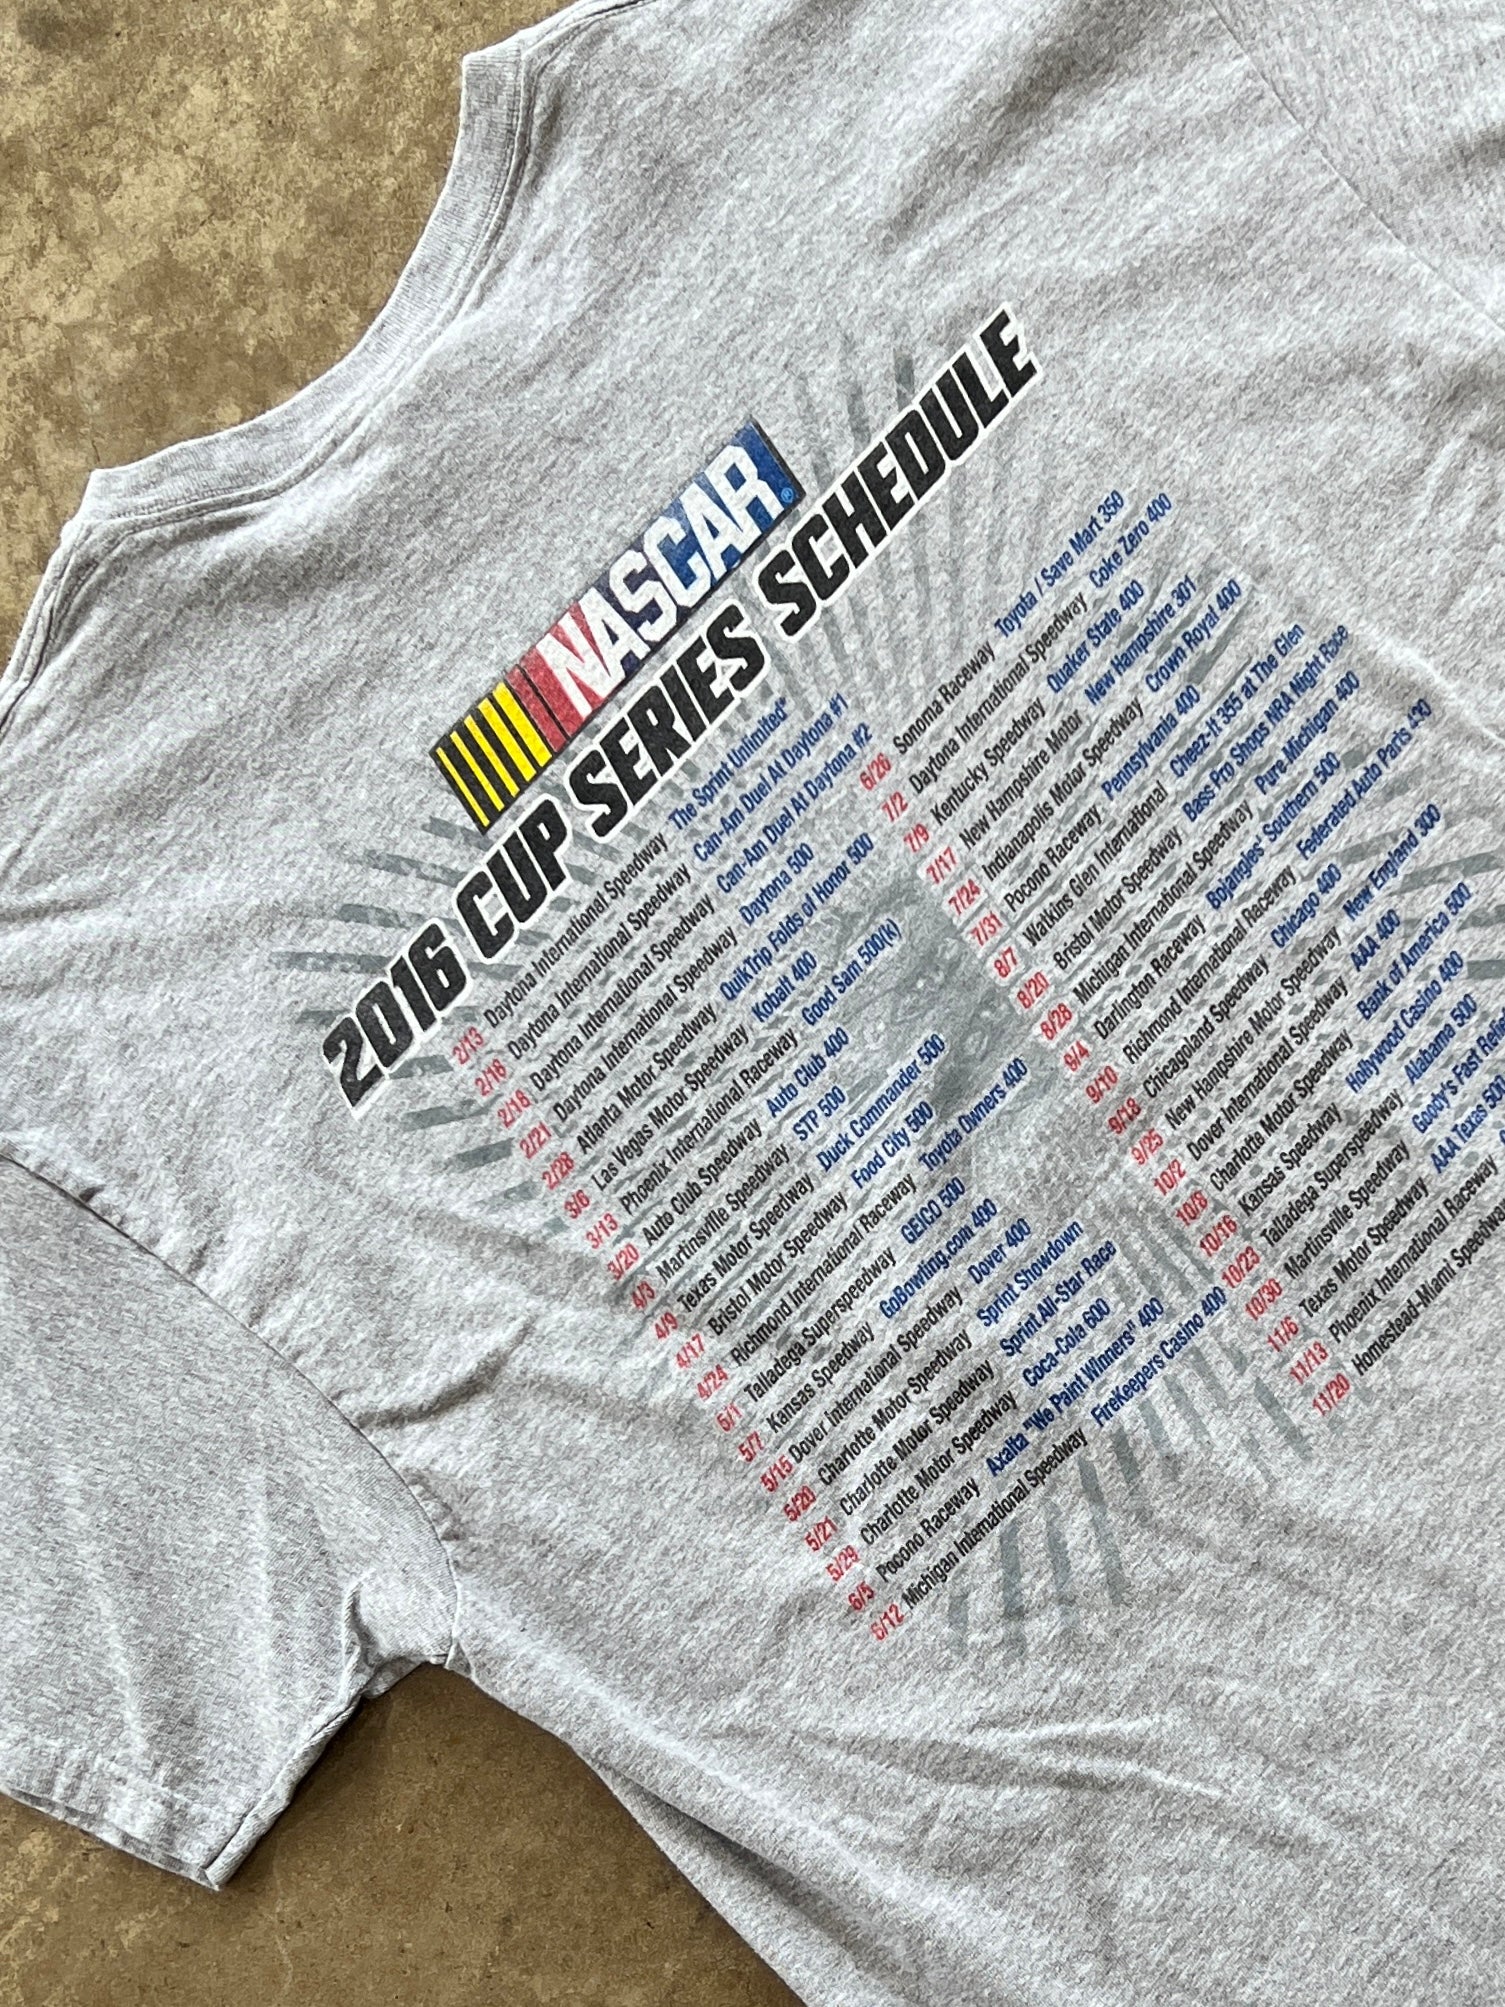 NASCAR®
2016 CUP SERIES SCHEDULE
2/13 Daytona International Speedway The Sprint Unlimited*
2/18 Daytona International Speedway Can-Am Duel At Daytona #1
2/18 Daytona International Speedway Can-Am Duel At Daytona #2
2/21 Daytona International Speedway Daytona 500
2/28 Atlanta Motor Speedway QuikTrip Folds of Honor 500
3/6 Las Vegas Motor Speedway Kobalt 400
3/13 Phoenix International Raceway Good Sam 500(k)
3/20 Auto Club Speedway Auto Club 400
4/3 Martinsville Speedway STP 500
4/9 Texas Motor Speedway Duck Commander 500
4/17 Bristol Motor Speedway Food City 500
4/24 Richmond International Raceway Toyota Owners 400
5/1 Talladega Superspeedway GEICO 500
5/7 Kansas Speedway GoBowling.com 400
5/15 Dover International Speedway Dover 400
5/20 Charlotte Motor Speedway Sprint Showdown
5/21 Charlotte Motor Speedway Sprint All-Star Race
5/29 Charlotte Motor Speedway Coca-Cola 600
6/5 Pocono Raceway Axalta "We Paint Winners" 400
6/12 Michigan International Speedway FireKeepers Casino 400
6/26 Sonoma Raceway Toyota / Save Mart 350
7/2 Daytona International Speedway Coke Zero 400
7/9 Kentucky Speedway Quaker State 400
7/17 New Hampshire Motor New Hampshire 301
7/24 Indianapolis Motor Speedway Crown Royal 400
7/31 Pocono Raceway Pennsylvania 400
8/7 Watkins Glen International Cheez-It 355 at The Glen
8/20 Bristol Motor Speedway Bass Pro Shops NRA Night Race
8/28 Michigan International Speedway Pure Michigan 400
9/4 Darlington Raceway Bojangles' Southern 500
9/10 Richmond International Raceway Federated Auto Parts 400
9/18 Chicagoland Speedway Chicago 400
9/25 New Hampshire Motor Speedway New England 300
10/2 Dover International Speedway AAA 400
10/8 Charlotte Motor Speedway Bank of America 500
10/16 Kansas Speedway Hollywood Casino 400
10/23 Talladega Superspeedway Alabama 500
10/30 Martinsville Speedway Goody's Fast Relief
11/6 Texas Motor Speedway AAA Texas 500
11/13 Phoenix International Raceway
11/20 Homestead-Miami Speedway